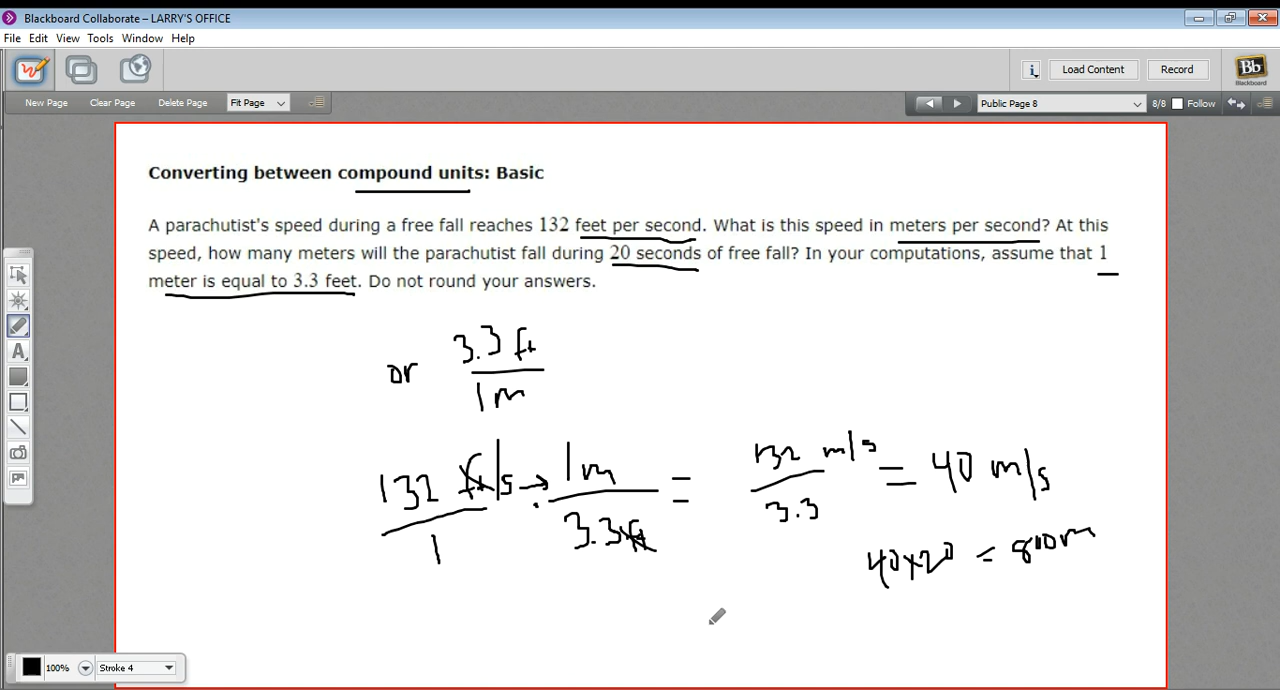 Blackboard Collaborate – LARRY'S OFFICE
File Edit View Tools Window Help
i Load Content Record Bb Blackboard
New Page Clear Page Delete Page Fit Page Public Page 8 8/8 Follow
Converting between compound units: Basic
A parachutist's speed during a free fall reaches 132 feet per second. What is this speed in meters per second? At this
speed, how many meters will the parachutist fall during 20 seconds of free fall? In your computations, assume that 1
meter is equal to 3.3 feet. Do not round your answers.
A
or 3.3 ft
1 m
132 ft/s → 1m = 132 m/s = 40 m/s
1 3.3 ft 3.3
40x20 = 800m
100% Stroke 4